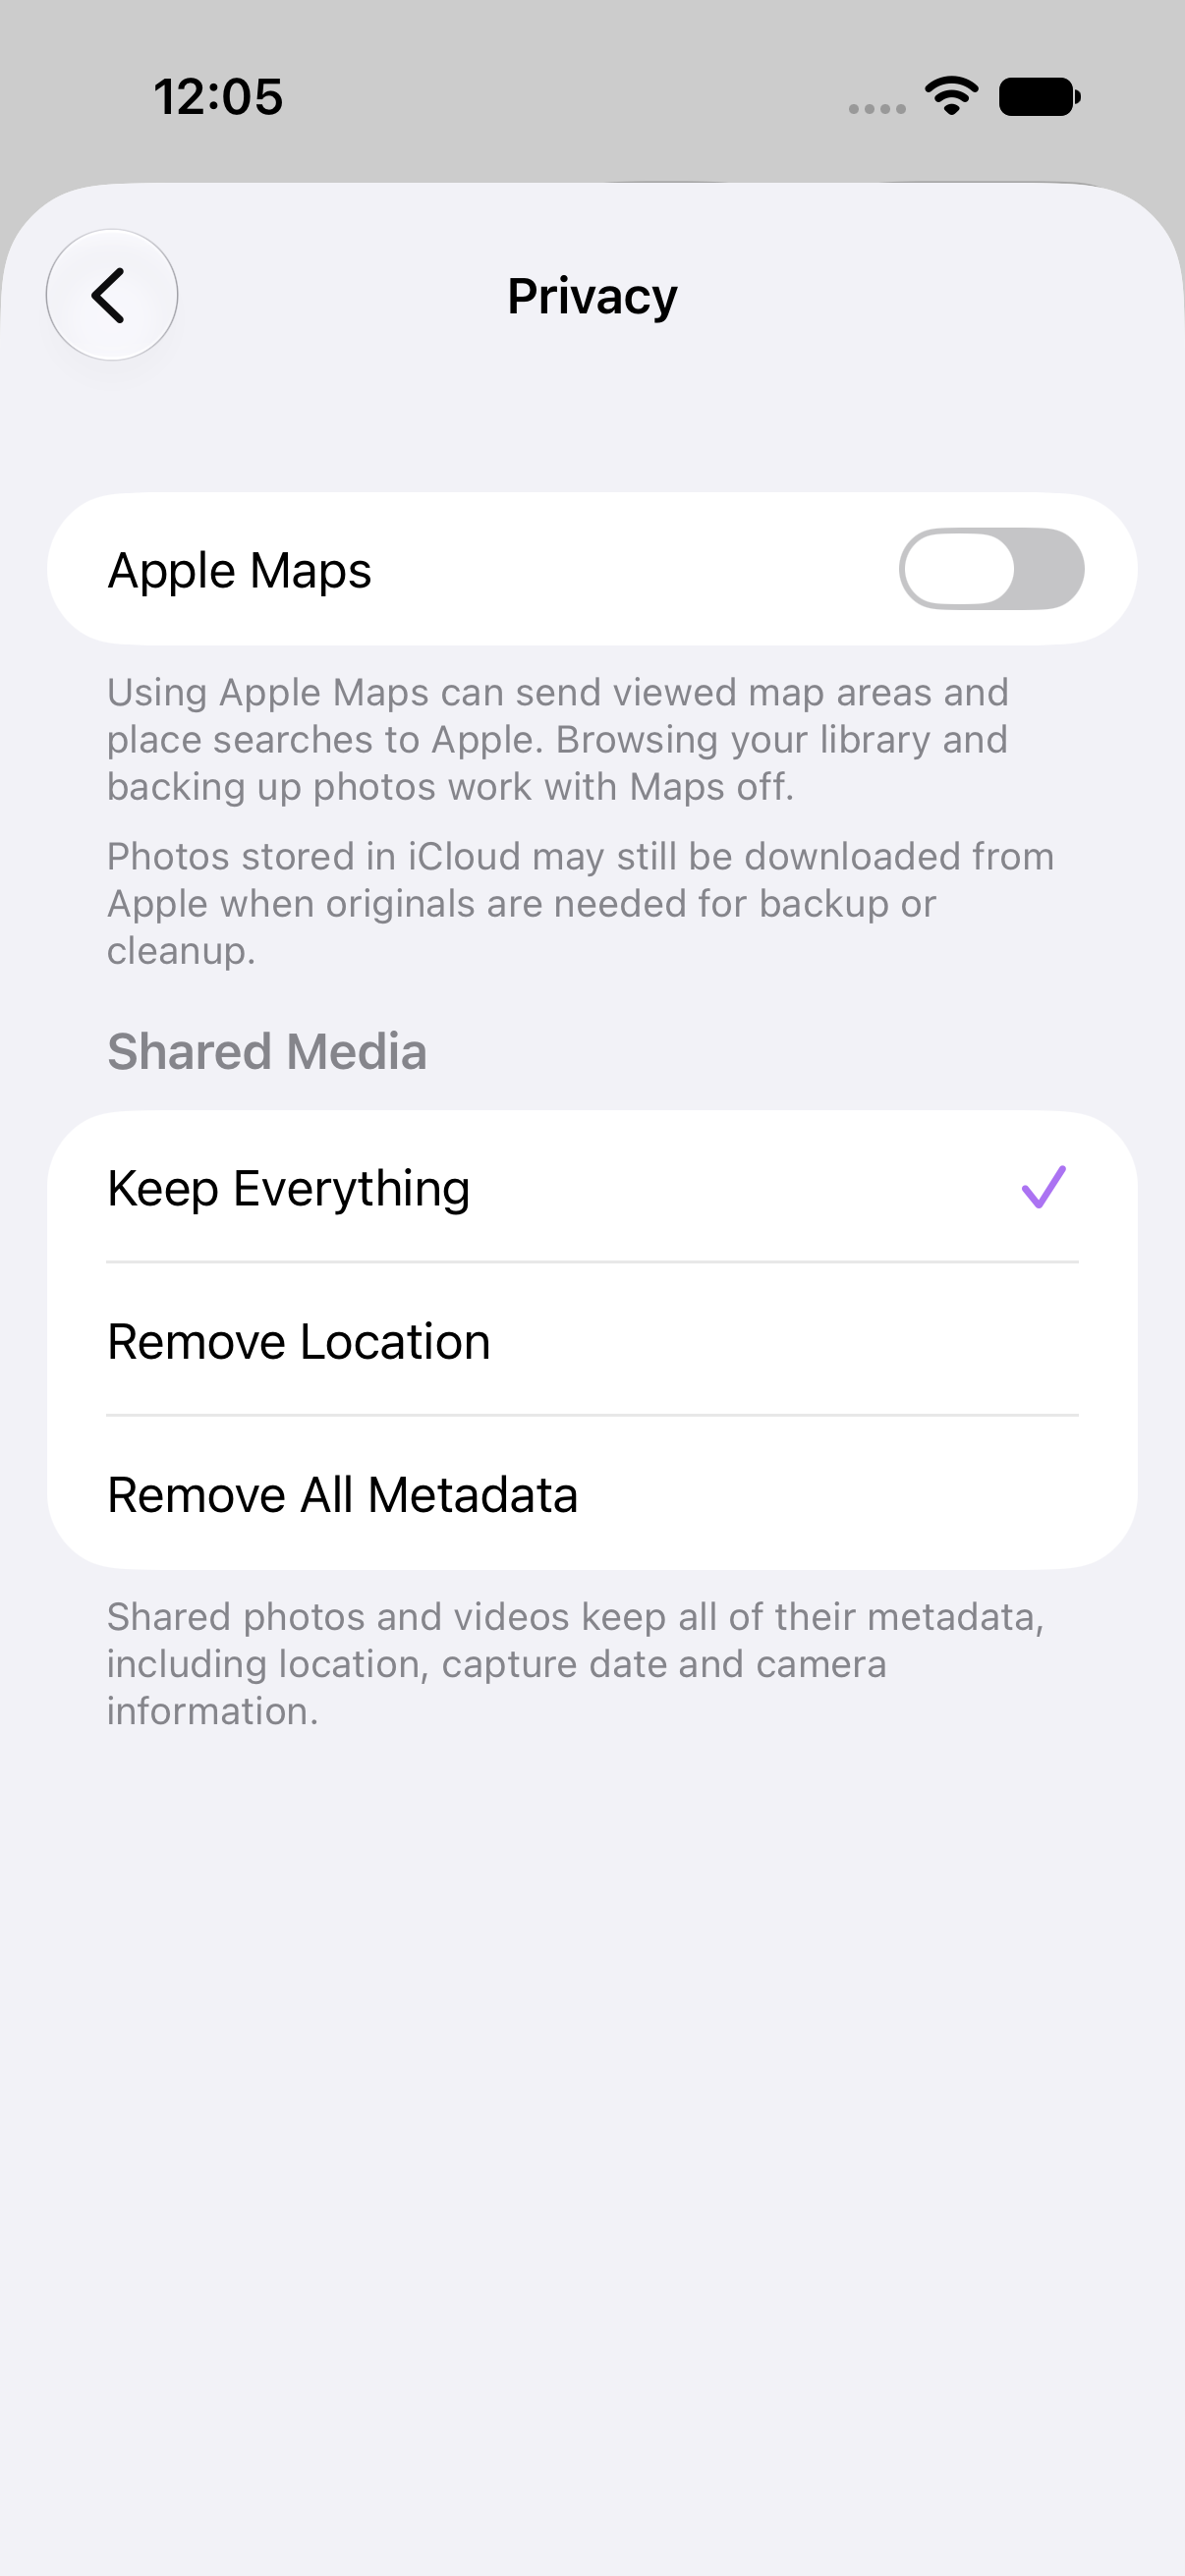 12:05
Privacy
Apple Maps
Using Apple Maps can send viewed map areas and
place searches to Apple. Browsing your library and
backing up photos work with Maps off.
Photos stored in iCloud may still be downloaded from
Apple when originals are needed for backup or
cleanup.
Shared Media
Keep Everything
Remove Location
Remove All Metadata
Shared photos and videos keep all of their metadata,
including location, capture date and camera
information.